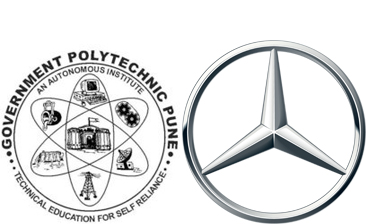 GOVERNMENT POLYTECHNIC PUNE
AN AUTONOMOUS INSTITUTE
TECHNICAL EDUCATION FOR SELF RELIANCE